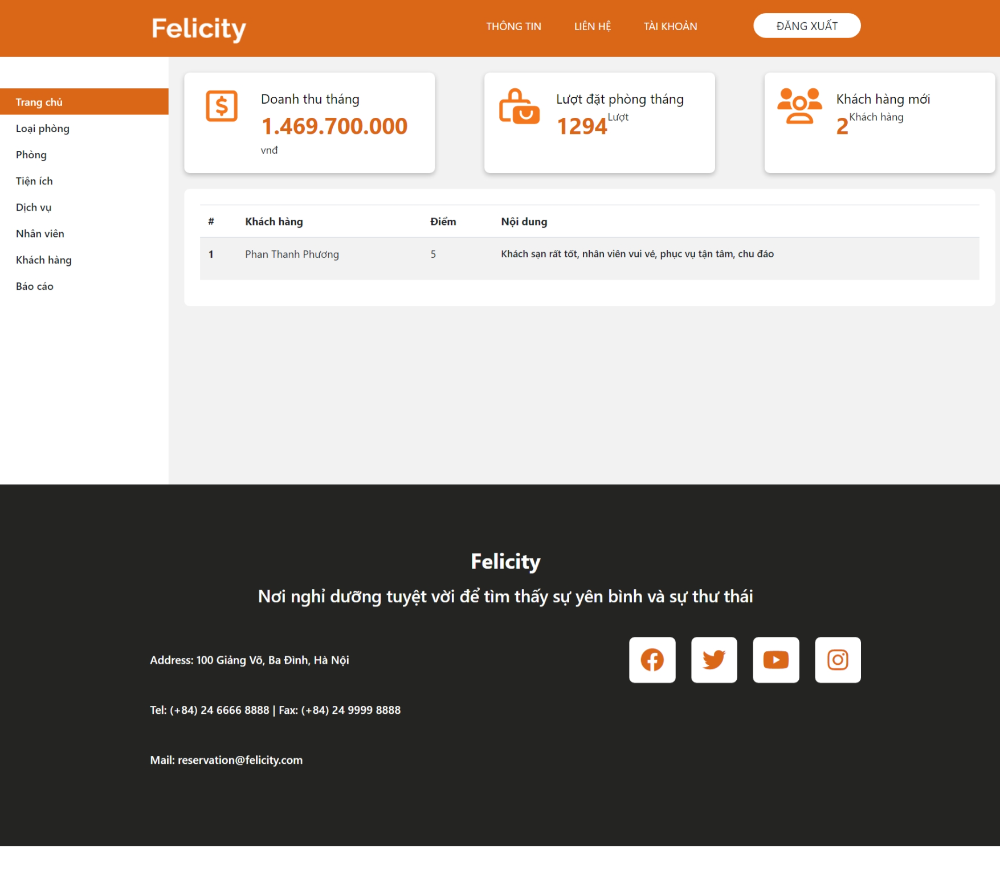 Felicity
THÔNG TIN
LIÊN HỆ
TÀI KHOẢN
ĐĂNG XUẤT
Trang chủ
Loại phòng
Phòng
Tiện ích
Dịch vụ
Nhân viên
Khách hàng
Báo cáo
Doanh thu tháng
1.469.700.000
vnđ
Lượt đặt phòng tháng
1294 Lượt
Khách hàng mới
2 Khách hàng
# Khách hàng Điểm Nội dung
1 Phan Thanh Phương 5 Khách sạn rất tốt, nhân viên vui vẻ, phục vụ tận tâm, chu đáo
Felicity
Nơi nghỉ dưỡng tuyệt vời để tìm thấy sự yên bình và sự thư thái
Address: 100 Giảng Võ, Ba Đình, Hà Nội
Tel: (+84) 24 6666 8888 | Fax: (+84) 24 9999 8888
Mail: reservation@felicity.com